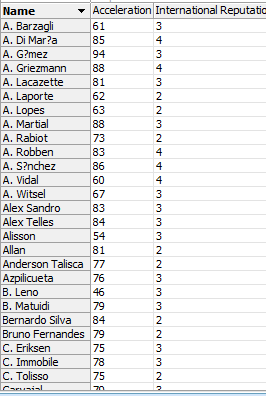 Name Acceleration International Reputatio
A. Barzagli 61 3
A. Di Mar?a 85 4
A. G?mez 94 3
A. Griezmann 88 4
A. Lacazette 81 3
A. Laporte 62 2
A. Lopes 63 2
A. Martial 88 3
A. Rabiot 73 2
A. Robben 83 4
A. S?nchez 86 4
A. Vidal 60 4
A. Witsel 67 3
Alex Sandro 83 3
Alex Telles 84 3
Alisson 54 3
Allan 81 2
Anderson Talisca 77 2
Azpilicueta 76 3
B. Leno 46 3
B. Matuidi 79 3
Bernardo Silva 84 2
Bruno Fernandes 79 2
C. Eriksen 75 3
C. Immobile 78 3
C. Tolisso 75 2
Carvajal 79 3